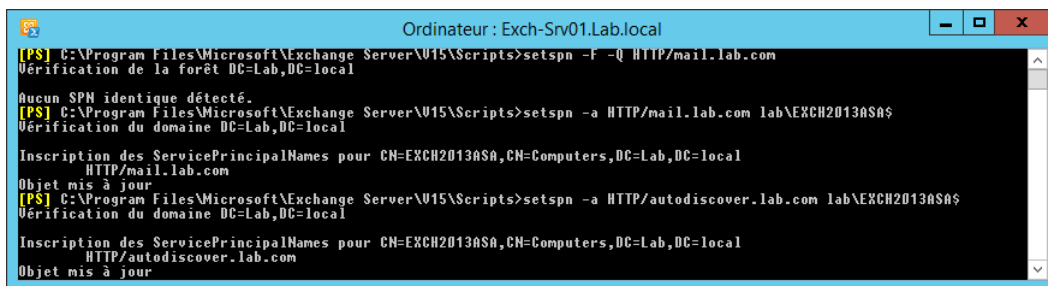 Ordinateur : Exch-Srv01.Lab.local
[PS] C:\Program Files\Microsoft\Exchange Server\V15\Scripts>setspn -F -Q HTTP/mail.lab.com
Vérification de la forêt DC=Lab,DC=local
Aucun SPN identique détecté.
[PS] C:\Program Files\Microsoft\Exchange Server\V15\Scripts>setspn -a HTTP/mail.lab.com lab\EXCH2013ASA$
Vérification du domaine DC=Lab,DC=local
Inscription des ServicePrincipalNames pour CN=EXCH2013ASA,CN=Computers,DC=Lab,DC=local
HTTP/mail.lab.com
Objet mis à jour
[PS] C:\Program Files\Microsoft\Exchange Server\V15\Scripts>setspn -a HTTP/autodiscover.lab.com lab\EXCH2013ASA$
Vérification du domaine DC=Lab,DC=local
Inscription des ServicePrincipalNames pour CN=EXCH2013ASA,CN=Computers,DC=Lab,DC=local
HTTP/autodiscover.lab.com
Objet mis à jour